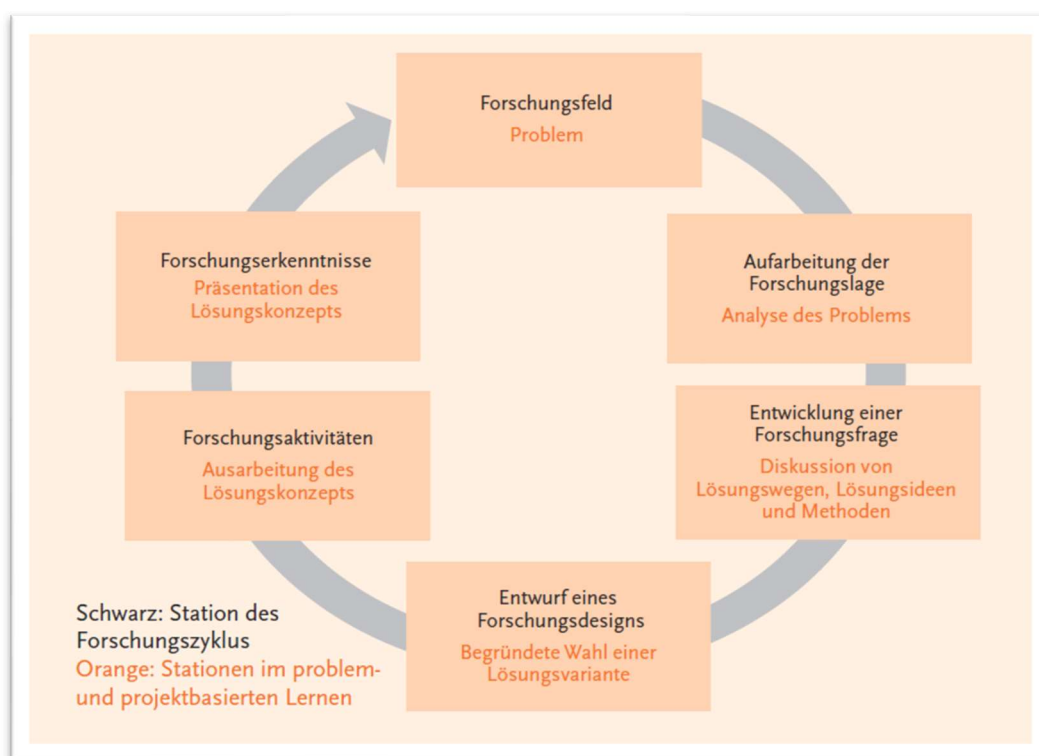 Forschungsfeld
Problem
Aufarbeitung der
Forschungslage
Analyse des Problems
Entwicklung einer
Forschungsfrage
Diskussion von
Lösungswegen, Lösungsideen
und Methoden
Entwurf eines
Forschungsdesigns
Begründete Wahl einer
Lösungsvariante
Forschungsaktivitäten
Ausarbeitung des
Lösungskonzepts
Forschungserkenntnisse
Präsentation des
Lösungskonzepts
Schwarz: Station des
Forschungszyklus
Orange: Stationen im problem-
und projektbasierten Lernen